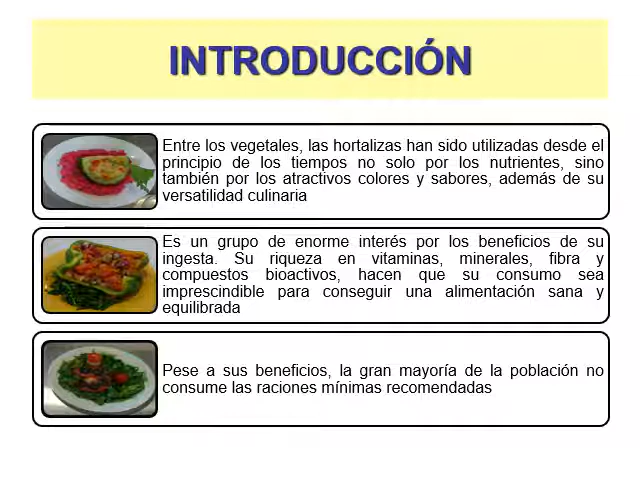 INTRODUCCIÓN
Entre los vegetales, las hortalizas han sido utilizadas desde el
principio de los tiempos no solo por los nutrientes, sino
también por los atractivos colores y sabores, además de su
versatilidad culinaria
Es un grupo de enorme interés por los beneficios de su
ingesta. Su riqueza en vitaminas, minerales, fibra y
compuestos bioactivos, hacen que su consumo sea
imprescindible para conseguir una alimentación sana y
equilibrada
Pese a sus beneficios, la gran mayoría de la población no
consume las raciones mínimas recomendadas